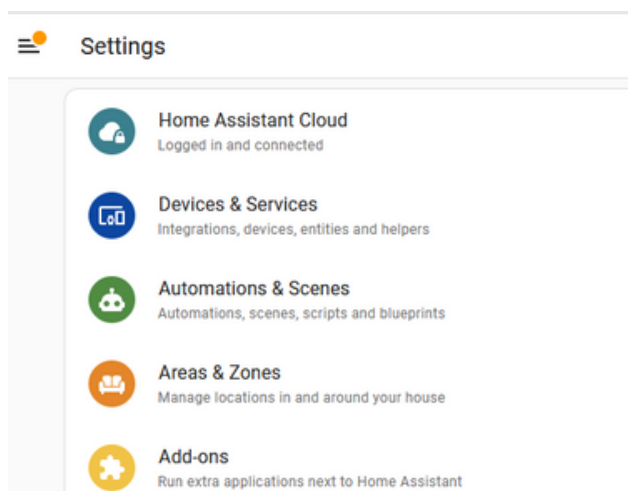 Settings
Home Assistant Cloud
Logged in and connected
Devices & Services
Integrations, devices, entities and helpers
Automations & Scenes
Automations, scenes, scripts and blueprints
Areas & Zones
Manage locations in and around your house
Add-ons
Run extra applications next to Home Assistant